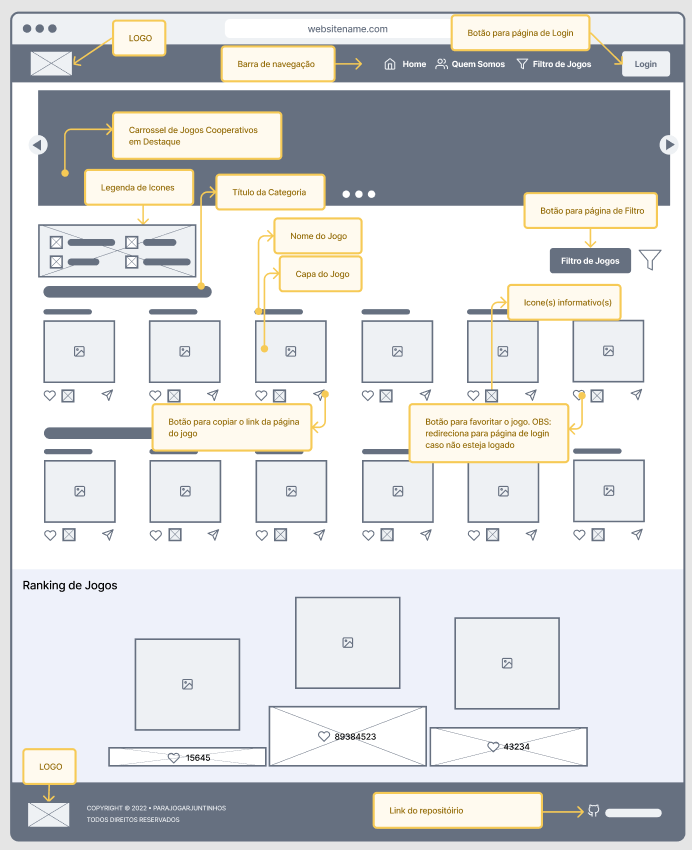 websitename.com
LOGO
Botão para página de Login
Barra de navegação
Home
Quem Somos
Filtro de Jogos
Login
Carrossel de Jogos Cooperativos
em Destaque
Legenda de Icones
Título da Categoria
Botão para página de Filtro
Nome do Jogo
Filtro de Jogos
Capa do Jogo
Icone(s) informativo(s)
Botão para copiar o link da página
do jogo
Botão para favoritar o jogo. OBS:
redireciona para página de login
caso não esteja logado
Ranking de Jogos
89384523
43234
15645
LOGO
COPYRIGHT © 2022 • PARAJOGARJUNTINHOS
TODOS DIREITOS RESERVADOS
Link do repositóirio